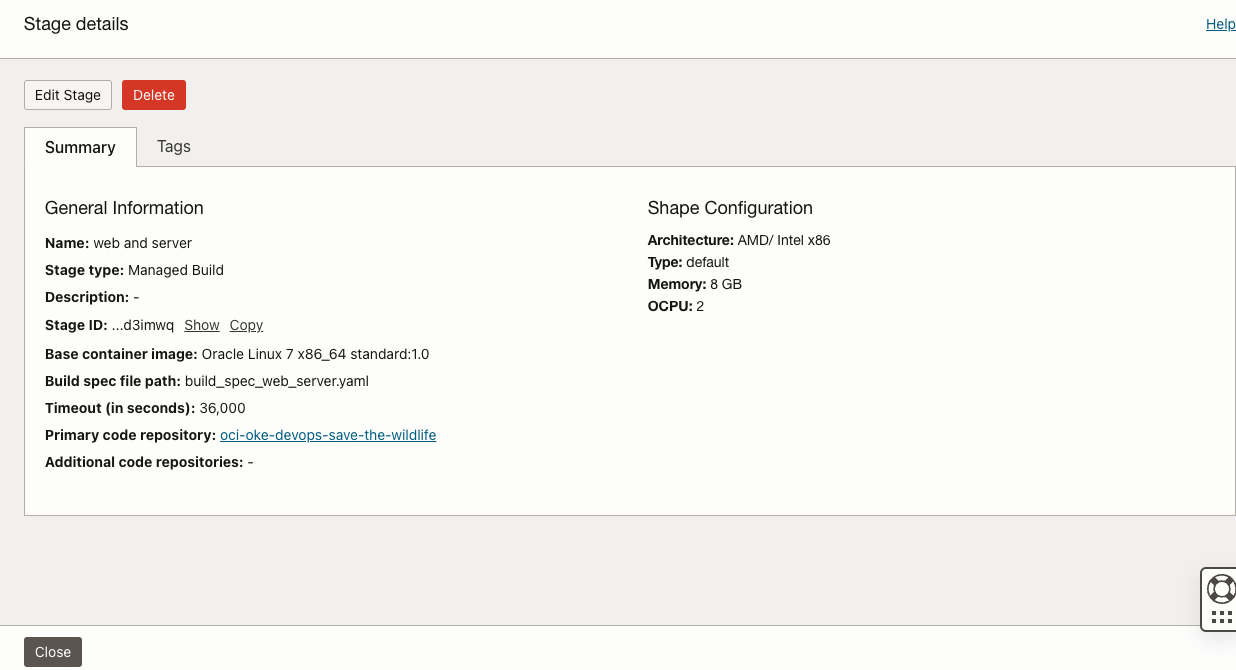 Stage details
Help
Edit Stage
Delete
Summary
Tags
General Information
Name: web and server
Stage type: Managed Build
Description: -
Stage ID: ...d3imwq Show Copy
Base container image: Oracle Linux 7 x86_64 standard:1.0
Build spec file path: build_spec_web_server.yaml
Timeout (in seconds): 36,000
Primary code repository: oci-oke-devops-save-the-wildlife
Additional code repositories: -
Shape Configuration
Architecture: AMD/ Intel x86
Type: default
Memory: 8 GB
OCPU: 2
Close